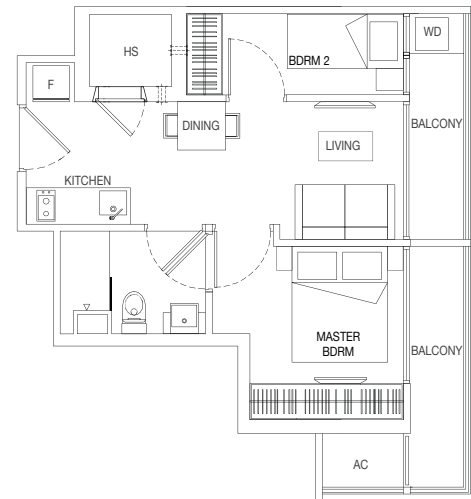 HS
BDRM 2
WD
F
DINING
LIVING
BALCONY
KITCHEN
MASTER
BDRM
BALCONY
AC